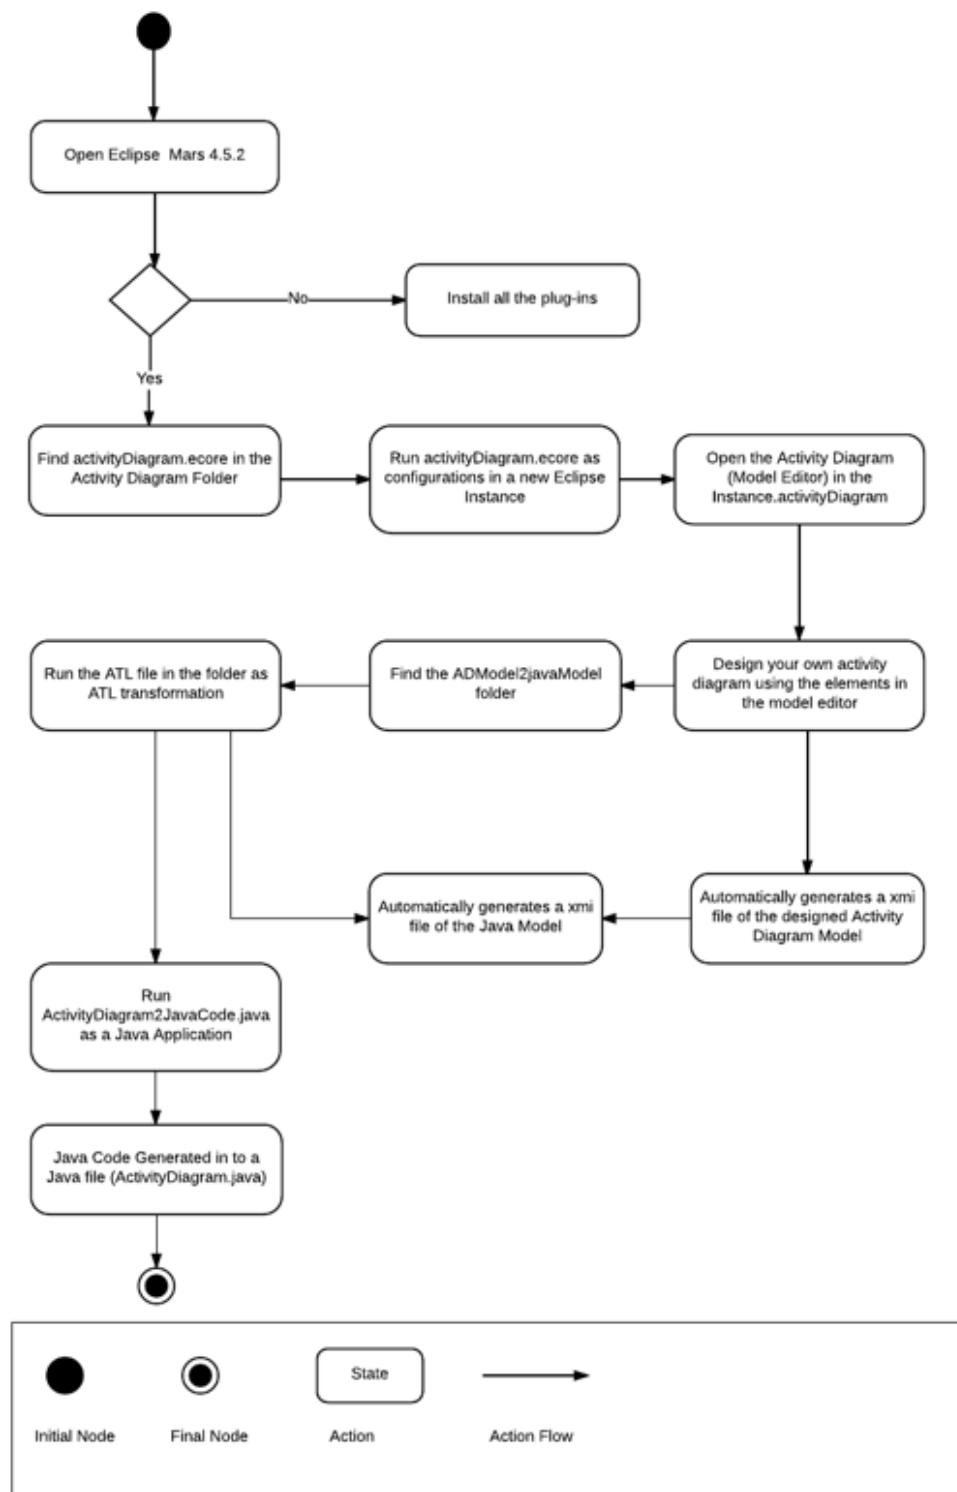 Open Eclipse  Mars 4.5.2
No
Install all the plug-ins
Yes
Find activityDiagram.ecore in the
Activity Diagram Folder
Run activityDiagram.ecore as
configurations in a new Eclipse
Instance
Open the Activity Diagram
(Model Editor) in the
Instance.activityDiagram
Run the ATL file in the folder as
ATL transformation
Find the ADModel2javaModel
folder
Design your own activity
diagram using the elements in
the model editor
Automatically generates a xmi
file of the Java Model
Automatically generates a xmi
file of the designed Activity
Diagram Model
Run
ActivityDiagram2JavaCode.java
as a Java Application
Java Code Generated in to a
Java file (ActivityDiagram.java)
State
Initial Node
Final Node
Action
Action Flow